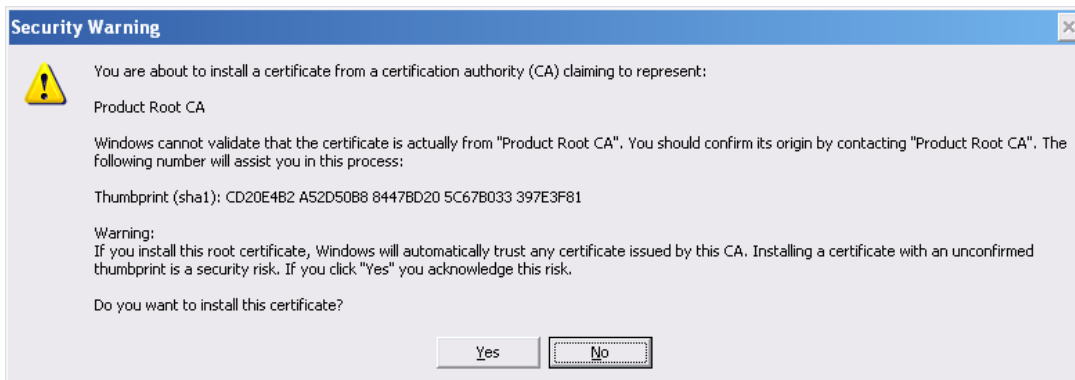 Security Warning
You are about to install a certificate from a certification authority (CA) claiming to represent:
Product Root CA
Windows cannot validate that the certificate is actually from "Product Root CA". You should confirm its origin by contacting "Product Root CA". The
following number will assist you in this process:
Thumbprint (sha1): CD20E4B2 A52D50B8 8447BD20 5C67B033 397E3F81
Warning:
If you install this root certificate, Windows will automatically trust any certificate issued by this CA. Installing a certificate with an unconfirmed
thumbprint is a security risk. If you click "Yes" you acknowledge this risk.
Do you want to install this certificate?
Yes
No